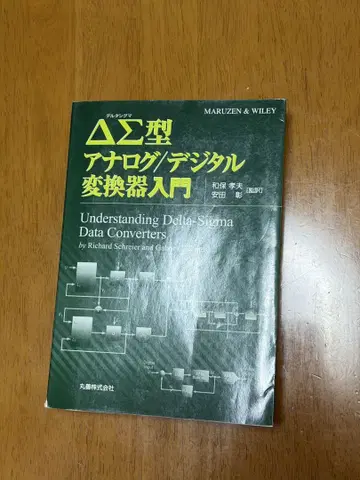 MARUZEN & WILEY
デルタシグマ
ΔΣ型
アナログ/デジタル
変換器入門
和保 孝夫
安田 彰
[監訳]
Understanding Delta-Sigma
Data Converters
by Richard Schreier and Gabor
丸善株式会社